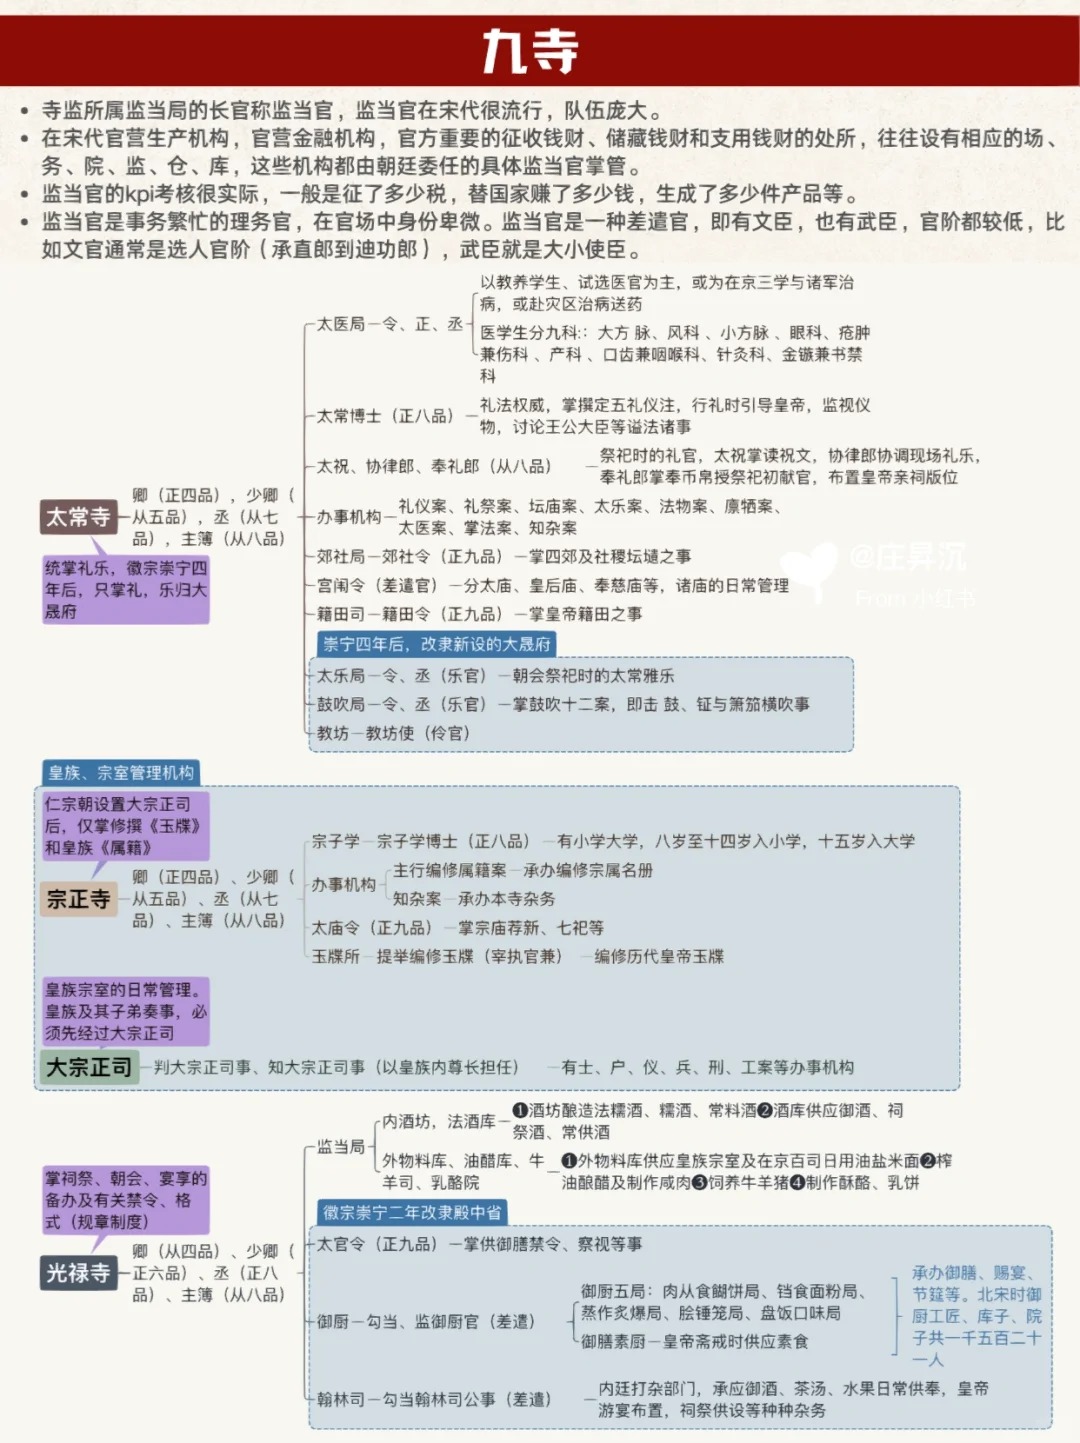 九寺
寺监所属监当局的长官称监当官，监当官在宋代很流行，队伍庞大。
在宋代官营生产机构，官营金融机构，官方重要的征收钱财、储藏钱财和支用钱财的处所，往往设有相应的场、
务、院、监、仓、库，这些机构都由朝廷委任的具体监当官掌管。
监当官的kpi考核很实际，一般是征了多少税，替国家赚了多少钱，生成了多少件产品等。
监当官是事务繁忙的理务官，在官场中身份卑微。监当官是一种差遣官，即有文臣，也有武臣，官阶都较低，比
如文官通常是选人官阶（承直郎到迪功郎），武臣就是大小使臣。
太常寺
统掌礼乐，徽宗崇宁四
年后，只掌礼，乐归大
晟府
卿（正四品），少卿（
从五品），丞（从七
品），主簿（从八品）
太医局
令、正、丞
以教养学生、试选医官为主，或为在京三学与诸军治
病，或赴灾区治病送药
医学生分九科:：大方 脉、风科 、小方脉 、眼科、疮肿
兼伤科 、产科 、口齿兼咽喉科、针灸科、金镞兼书禁
科
太常博士（正八品）
礼法权威，掌撰定五礼仪注，行礼时引导皇帝，监视仪
物，讨论王公大臣等谥法诸事
太祝、协律郎、奉礼郎（从八品）
祭祀时的礼官，太祝掌读祝文，协律郎协调现场礼乐，
奉礼郎掌奉币帛授祭祀初献官，布置皇帝亲祠版位
办事机构
礼仪案、礼祭案、坛庙案、太乐案、法物案、廪牺案、
太医案、掌法案、知杂案
郊社局
郊社令（正九品）
掌四郊及社稷坛壝之事
宫闱令（差遣官）
分太庙、皇后庙、奉慈庙等，诸庙的日常管理
籍田司
籍田令（正九品）
掌皇帝籍田之事
崇宁四年后，改隶新设的大晟府
太乐局
令、丞（乐官）
朝会祭祀时的太常雅乐
鼓吹局
令、丞（乐官）
掌鼓吹十二案，即击 鼓、钲与箫笳横吹事
教坊
教坊使（伶官）
@庄昇沉
From 小红书
皇族、宗室管理机构
仁宗朝设置大宗正司
后，仅掌修撰《玉牒》
和皇族《属籍》
宗正寺
卿（正四品）、少卿（
从五品）、丞（从七
品）、主簿（从八品）
宗子学
宗子学博士（正八品）
有小学大学，八岁至十四岁入小学，十五岁入大学
办事机构
主行编修属籍案
承办编修宗属名册
知杂案
承办本寺杂务
太庙令（正九品）
掌宗庙荐新、七祀等
玉牒所
提举编修玉牒（宰执官兼）
编修历代皇帝玉牒
皇族宗室的日常管理。
皇族及其子弟奏事，必
须先经过大宗正司
大宗正司
判大宗正司事、知大宗正司事（以皇族内尊长担任）
有士、户、仪、兵、刑、工案等办事机构
掌祠祭、朝会、宴享的
备办及有关禁令、格
式（规章制度）
光禄寺
卿（从四品）、少卿（
正六品）、丞（正八
品）、主簿（从八品）
监当局
内酒坊，法酒库
❶酒坊酿造法糯酒、糯酒、常料酒❷酒库供应御酒、祠
祭酒、常供酒
外物料库、油醋库、牛
羊司、乳酪院
❶外物料库供应皇族宗室及在京百司日用油盐米面❷榨
油酿醋及制作咸肉❸饲养牛羊猪❹制作酥酪、乳饼
徽宗崇宁二年改隶殿中省
太官令（正九品）
掌供御膳禁令、察视等事
御厨
勾当、监御厨官（差遣）
御厨五局：肉从食餬饼局、铛食面粉局、
蒸作炙爆局、脍锤笼局、盘饭口味局
御膳素厨
皇帝斋戒时供应素食
承办御膳、赐宴、
节筵等。北宋时御
厨工匠、库子、院
子共一千五百二十
一人
翰林司
勾当翰林司公事（差遣）
内廷打杂部门，承应御酒、茶汤、水果日常供奉，皇帝
游宴布置，祠祭供设等种种杂务